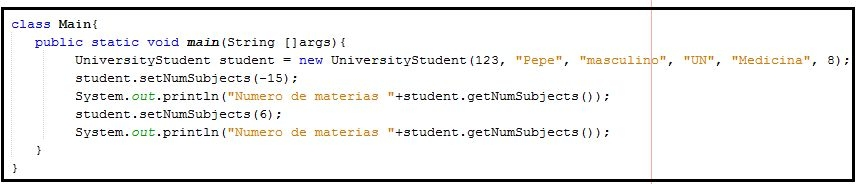 class Main{
public static void main(String []args){
UniversityStudent student = new UniversityStudent(123, "Pepe", "masculino", "UN", "Medicina", 8);
student.setNumSubjects(-15);
System.out.println("Numero de materias "+student.getNumSubjects());
student.setNumSubjects(6);
System.out.println("Numero de materias "+student.getNumSubjects());
}
}